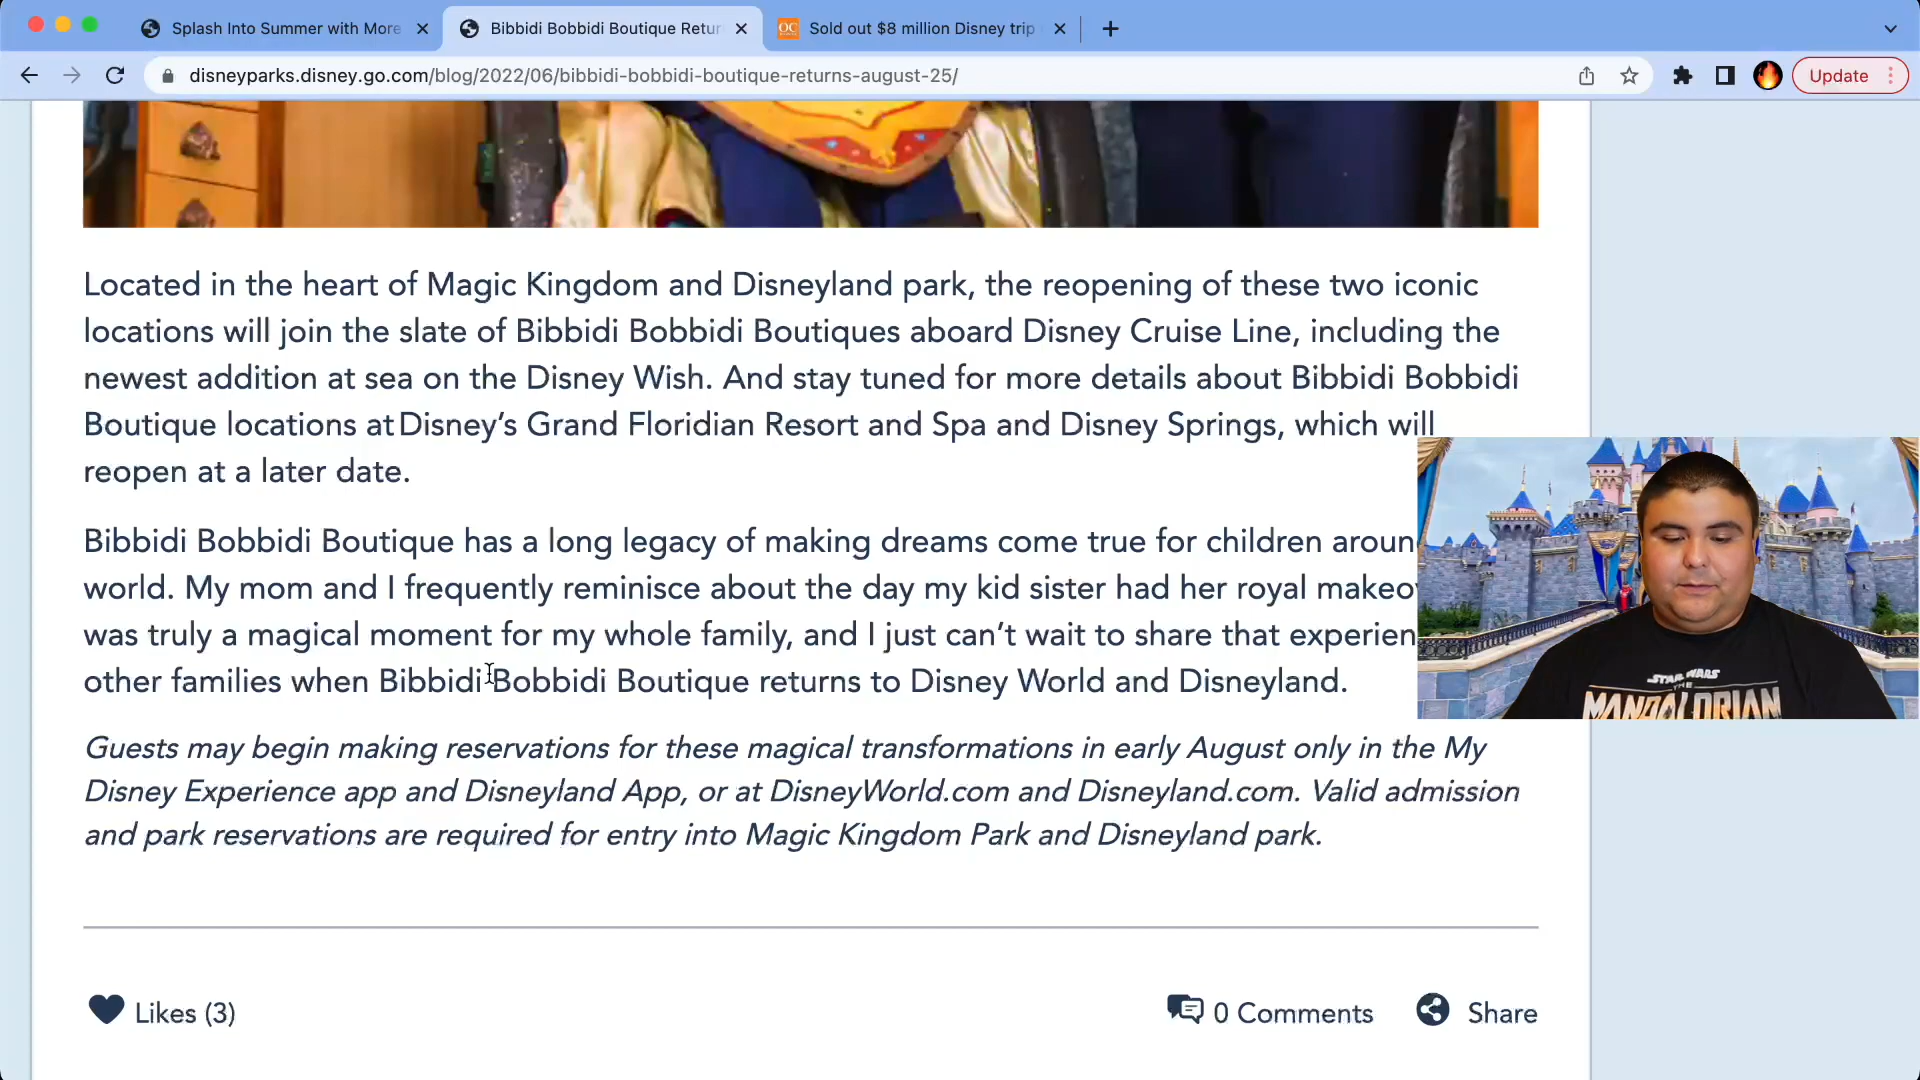 Splash Into Summer with More
Bibbidi Bobbidi Boutique Retur
OC
Sold out $8 million Disney trip
disneyparks.disney.go.com/blog/2022/06/bibbidi-bobbidi-boutique-returns-august-25/
Update
Located in the heart of Magic Kingdom and Disneyland park, the reopening of these two iconic
locations will join the slate of Bibbidi Bobbidi Boutiques aboard Disney Cruise Line, including the
newest addition at sea on the Disney Wish. And stay tuned for more details about Bibbidi Bobbidi
Boutique locations at Disney’s Grand Floridian Resort and Spa and Disney Springs, which will
reopen at a later date.
Bibbidi Bobbidi Boutique has a long legacy of making dreams come true for children aroun
world. My mom and I frequently reminisce about the day my kid sister had her royal makeo
was truly a magical moment for my whole family, and I just can’t wait to share that experien
other families when Bibbidi Bobbidi Boutique returns to Disney World and Disneyland.
STAR WARS
THE
MANDALORIAN
Guests may begin making reservations for these magical transformations in early August only in the My
Disney Experience app and Disneyland App, or at DisneyWorld.com and Disneyland.com. Valid admission
and park reservations are required for entry into Magic Kingdom Park and Disneyland park.
Likes (3)
0 Comments
Share